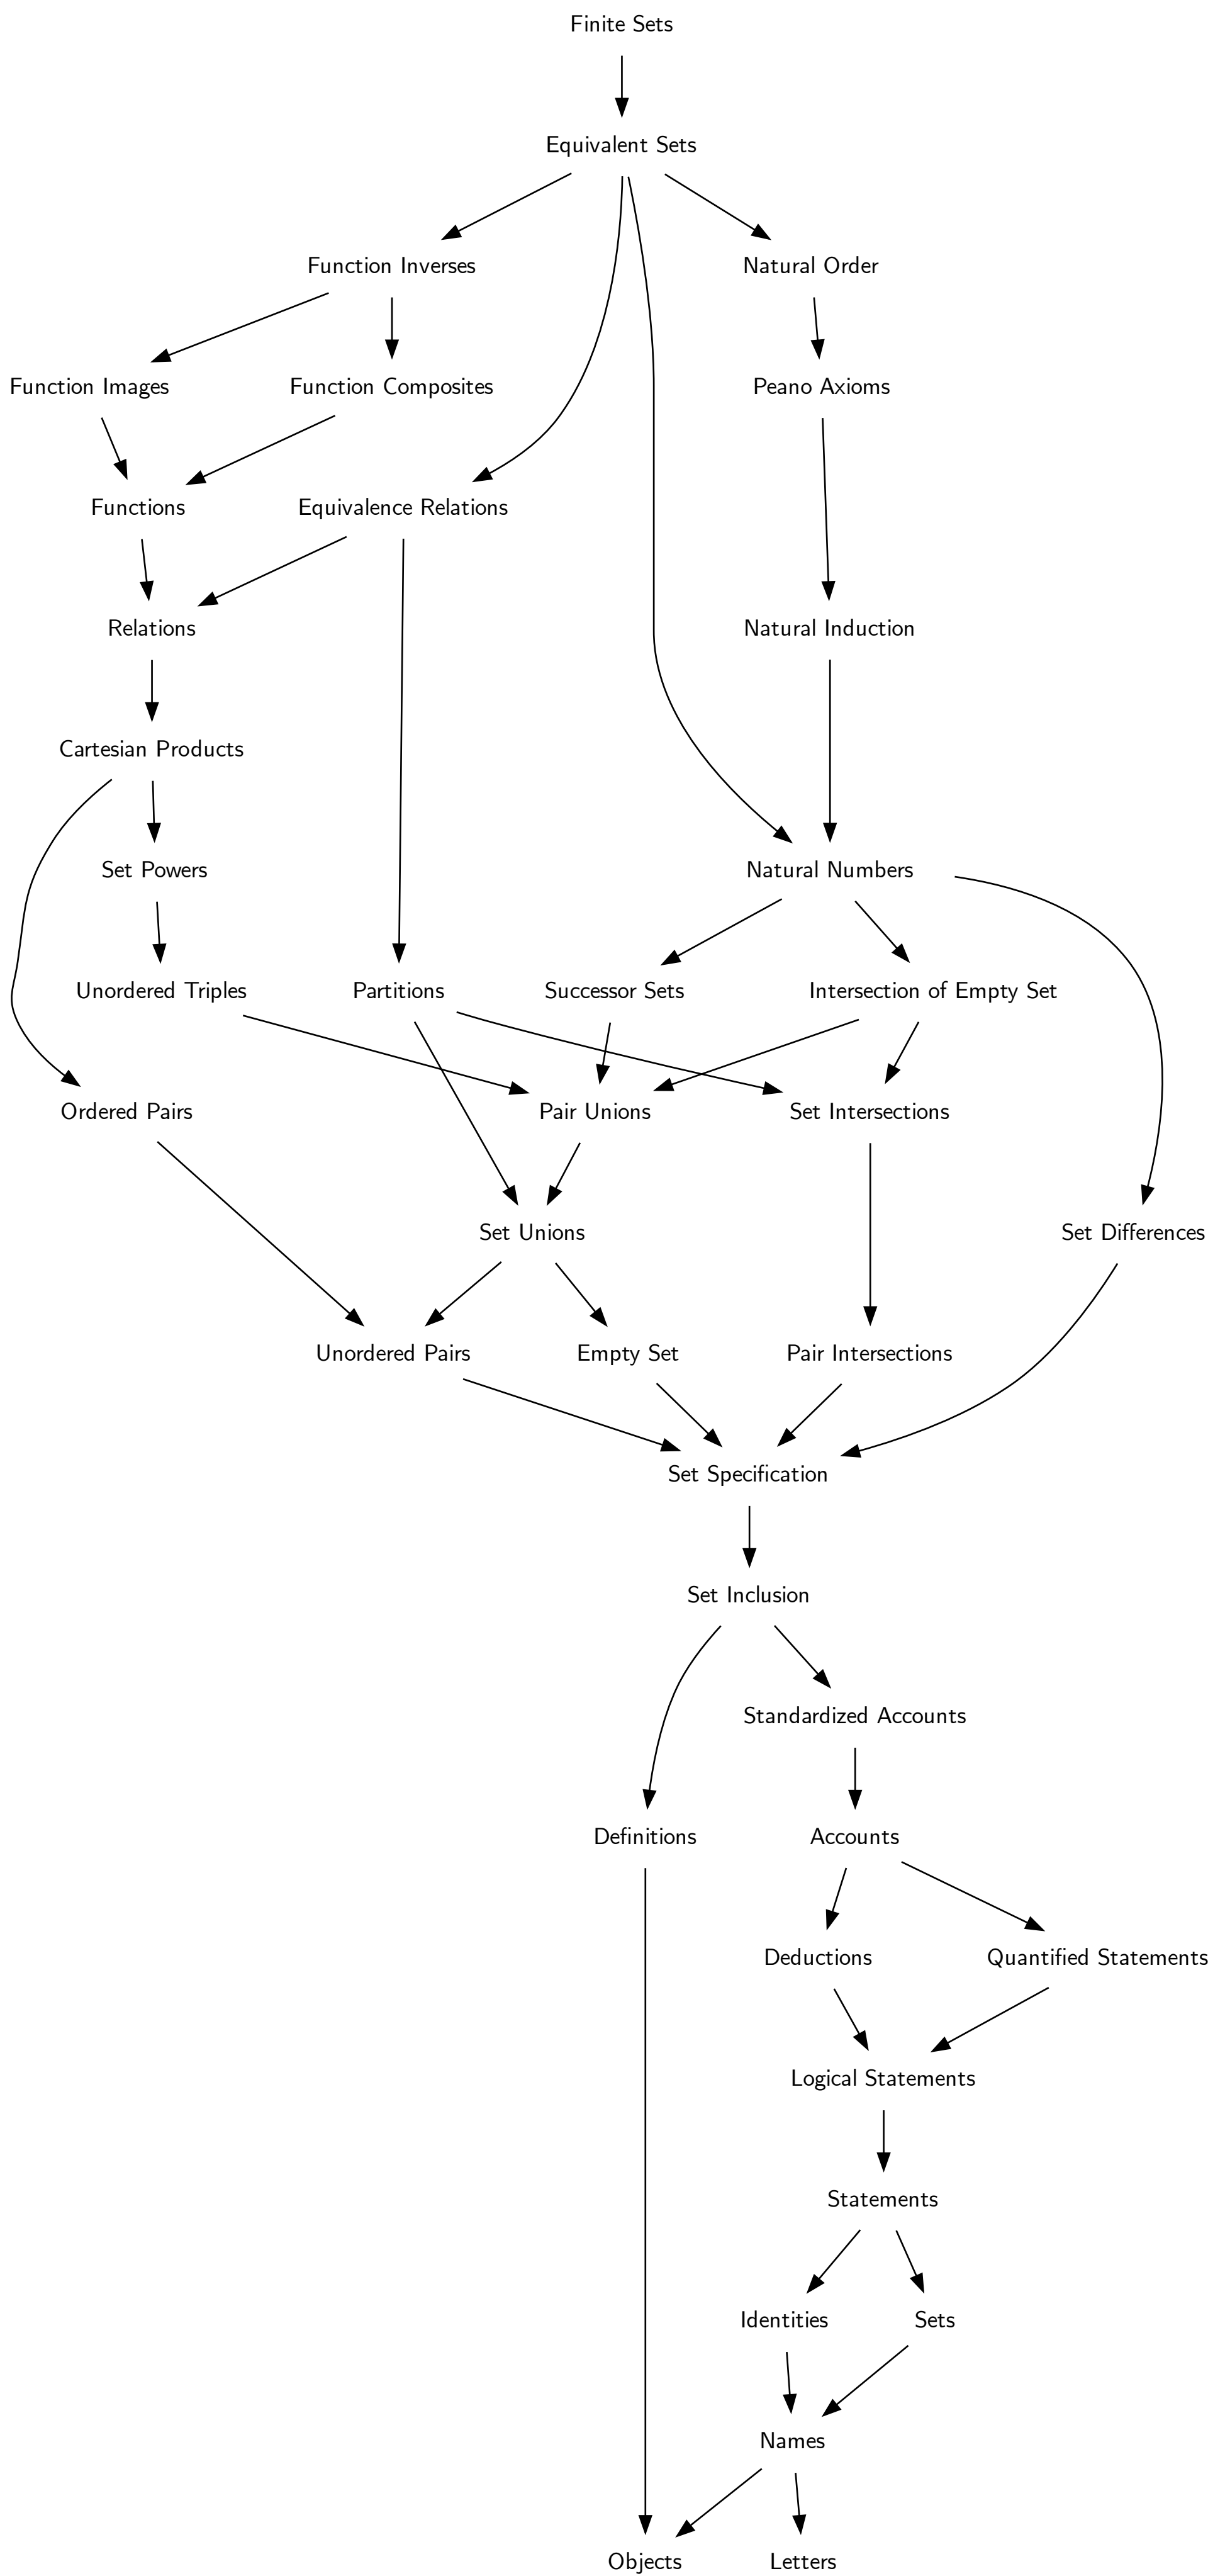 Finite Sets
Equivalent Sets
Function Inverses
Natural Order
Function Images
Function Composites
Peano Axioms
Functions
Equivalence Relations
Relations
Natural Induction
Cartesian Products
Set Powers
Natural Numbers
Unordered Triples
Partitions
Successor Sets
Intersection of Empty Set
Ordered Pairs
Pair Unions
Set Intersections
Set Unions
Set Differences
Unordered Pairs
Empty Set
Pair Intersections
Set Specification
Set Inclusion
Standardized Accounts
Definitions
Accounts
Deductions
Quantified Statements
Logical Statements
Statements
Identities
Sets
Names
Objects
Letters